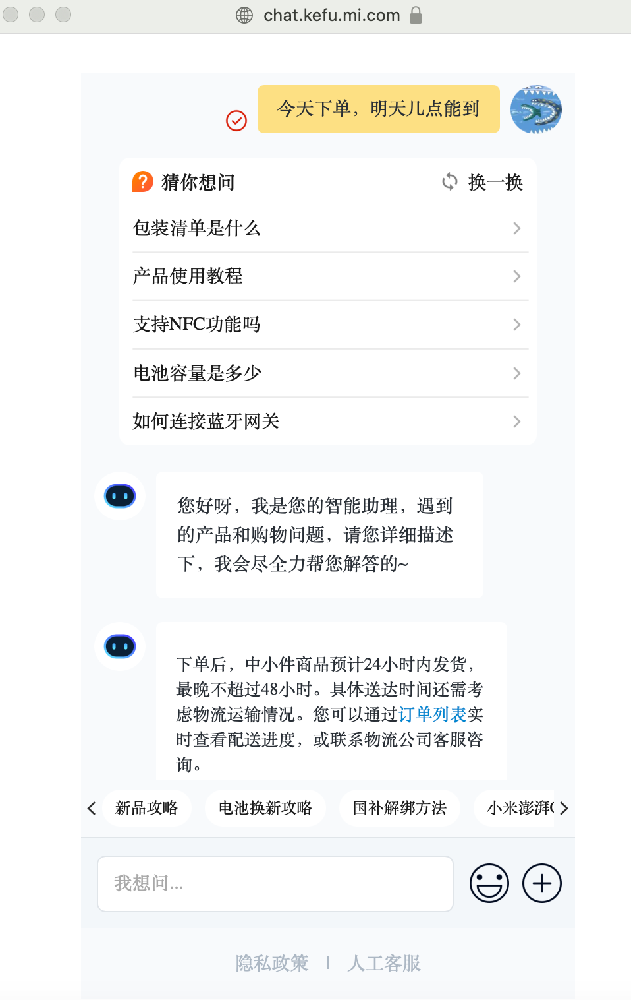 chat.kefu.mi.com
今天下单，明天几点能到
猜你想问
换一换
包装清单是什么
产品使用教程
支持NFC功能吗
电池容量是多少
如何连接蓝牙网关
您好呀，我是您的智能助理，遇到
的产品和购物问题，请您详细描述
下，我会尽全力帮您解答的~
下单后，中小件商品预计24小时内发货，
最晚不超过48小时。具体送达时间还需考
虑物流运输情况。您可以通过订单列表实
时查看配送进度，或联系物流公司客服咨
询。
新品攻略
电池换新攻略
国补解绑方法
小米澎湃
我想问...
隐私政策 | 人工客服